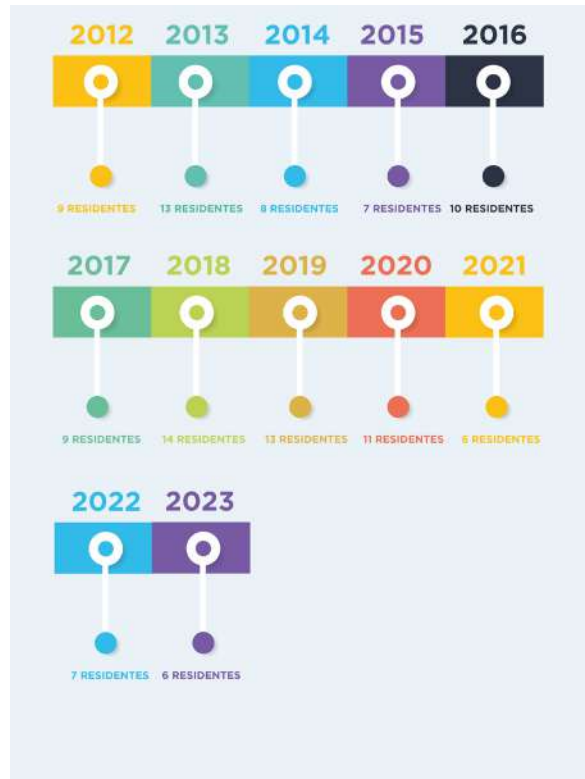 2012 2013 2014 2015 2016
9 RESIDENTES 13 RESIDENTES 8 RESIDENTES 7 RESIDENTES 10 RESIDENTES
2017 2018 2019 2020 2021
9 RESIDENTES 14 RESIDENTES 13 RESIDENTES 11 RESIDENTES RESIDENTES
2022 2023
7 RESIDENTES 6 RESIDENTES